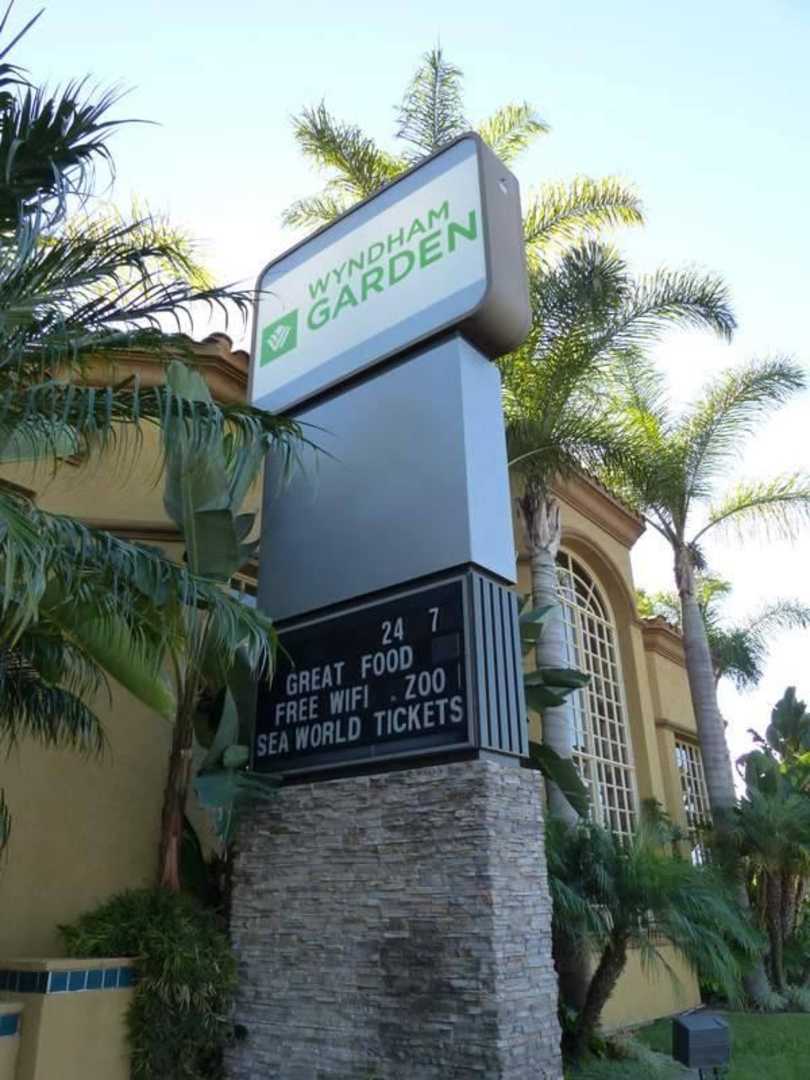 WYNDHAM
GARDEN
24 7
GREAT FOOD
FREE WIFI . ZOO
SEA WORLD TICKETS